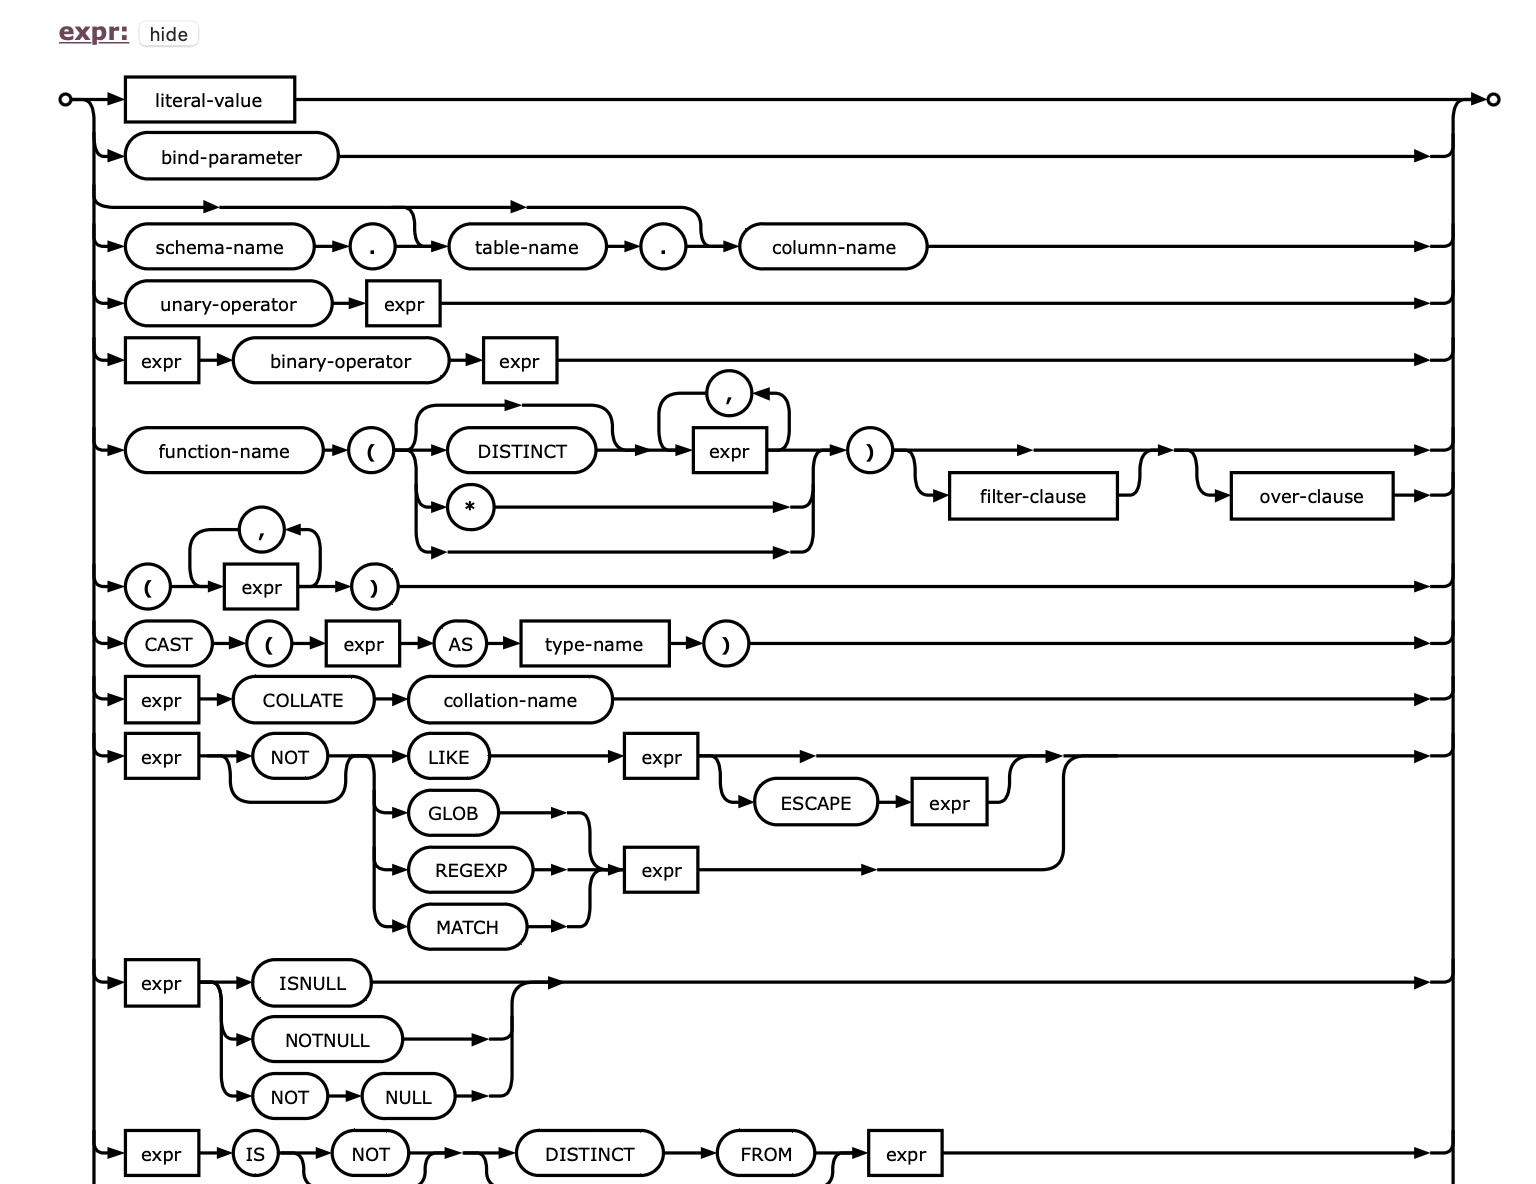 expr: hide
literal-value
bind-parameter
schema-name . table-name . column-name
unary-operator expr
expr binary-operator expr
,
function-name ( DISTINCT expr )
filter-clause over-clause
*
,
( expr )
CAST ( expr AS type-name )
expr COLLATE collation-name
expr NOT LIKE expr
ESCAPE expr
GLOB
REGEXP expr
MATCH
expr ISNULL
NOTNULL
NOT NULL
expr IS NOT DISTINCT FROM expr